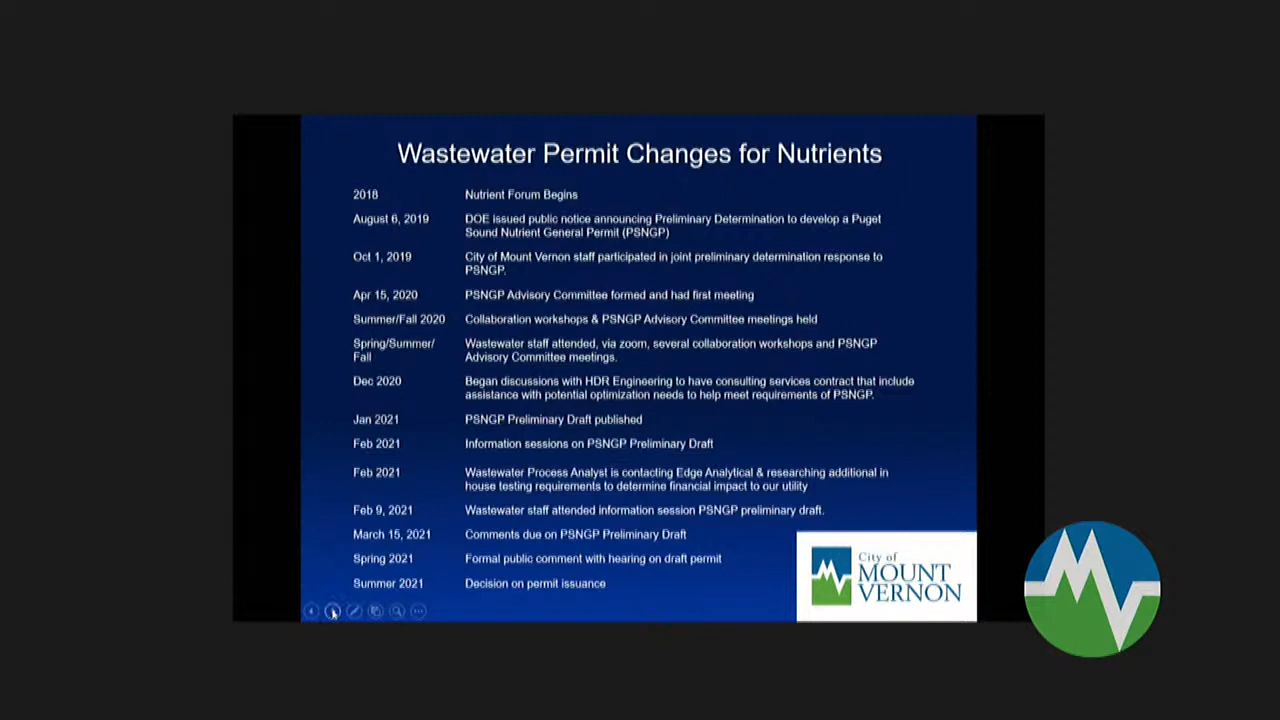 Wastewater Permit Changes for Nutrients
2018 Nutrient Forum Begins
August 6, 2019 DOE issued public notice announcing Preliminary Determination to develop a Puget
Sound Nutrient General Permit (PSNGP)
Oct 1, 2019 City of Mount Vernon staff participated in joint preliminary determination response to
PSNGP.
Apr 15, 2020 PSNGP Advisory Committee formed and had first meeting
Summer/Fall 2020 Collaboration workshops & PSNGP Advisory Committee meetings held
Spring/Summer/ Wastewater staff attended, via zoom, several collaboration workshops and PSNGP
Fall Advisory Committee meetings.
Dec 2020 Began discussions with HDR Engineering to have consulting services contract that include
assistance with potential optimization needs to help meet requirements of PSNGP.
Jan 2021 PSNGP Preliminary Draft published
Feb 2021 Information sessions on PSNGP Preliminary Draft
Feb 2021 Wastewater Process Analyst is contacting Edge Analytical & researching additional in
house testing requirements to determine financial impact to our utility
Feb 9, 2021 Wastewater staff attended information session PSNGP preliminary draft.
March 15, 2021 Comments due on PSNGP Preliminary Draft
Spring 2021 Formal public comment with hearing on draft permit
Summer 2021 Decision on permit issuance
City of
MOUNT
VERNON
MV